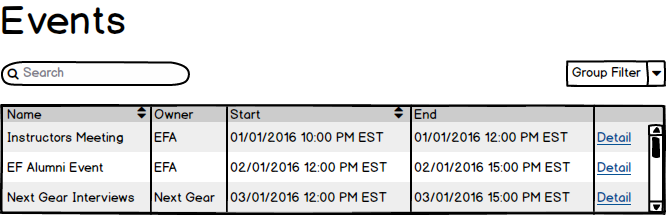 Events
Search
Group Filter
Name Owner Start End
Instructors Meeting EFA 01/01/2016 10:00 PM EST 01/01/2016 12:00 PM EST Detail
EF Alumni Event EFA 02/01/2016 12:00 PM EST 02/01/2016 15:00 PM EST Detail
Next Gear Interviews Next Gear 03/01/2016 12:00 PM EST 03/01/2016 15:00 PM EST Detail